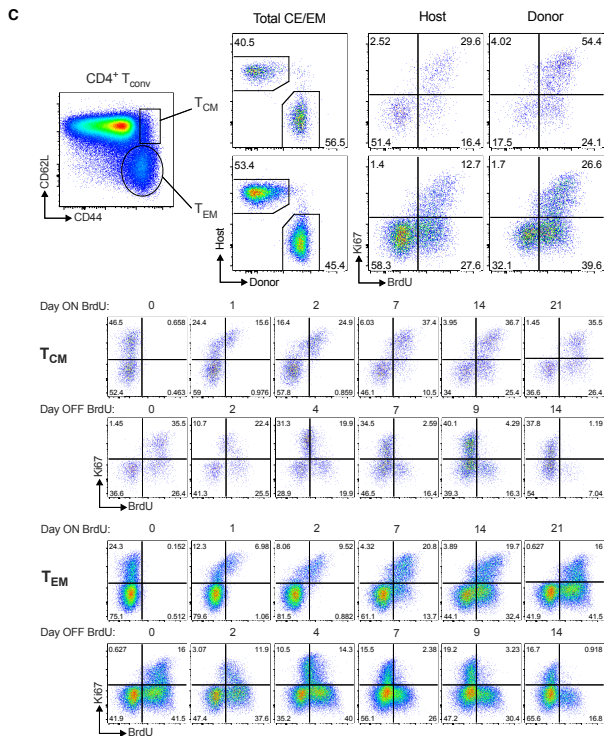 C
Total CE/EM
Host
Donor
CD4+ Tconv
TCM
TEM
CD62L
CD44
40.5
56.5
2.52
29.6
51.4
16.4
4.02
54.4
17.5
24.1
53.4
45.4
Host
Donor
1.4
12.7
58.3
27.6
1.7
26.6
32.1
39.6
Ki67
BrdU
Day ON BrdU: 0 1 2 7 14 21
TCM
46.5 0.658 24.4 15.6 16.4 24.9 6.03 37.4 3.95 36.7 1.45 35.5
52.4 0.463 59 0.976 57.8 0.859 46.1 10.5 34 25.4 36.6 26.4
Day OFF BrdU: 0 2 4 7 9 14
1.45 35.5 10.7 22.4 31.3 19.9 34.5 2.59 40.1 4.29 37.8 1.19
36.6 26.4 41.3 25.5 28.9 19.9 46.5 16.4 39.3 16.3 54 7.04
Ki67
BrdU
Day ON BrdU: 0 1 2 7 14 21
TEM
24.3 0.152 12.3 6.98 8.06 9.52 4.32 20.8 3.89 19.7 0.627 16
75.1 0.512 79.6 1.06 81.5 0.882 61.1 13.7 44.1 32.4 41.9 41.5
Day OFF BrdU: 0 2 4 7 9 14
0.627 16 3.07 11.9 10.5 14.3 15.5 2.38 19.2 3.23 16 0.918
41.9 41.5 47.4 37.6 35.2 40 56.1 26 47.2 30.4 65.5 16.8
Ki67
BrdU